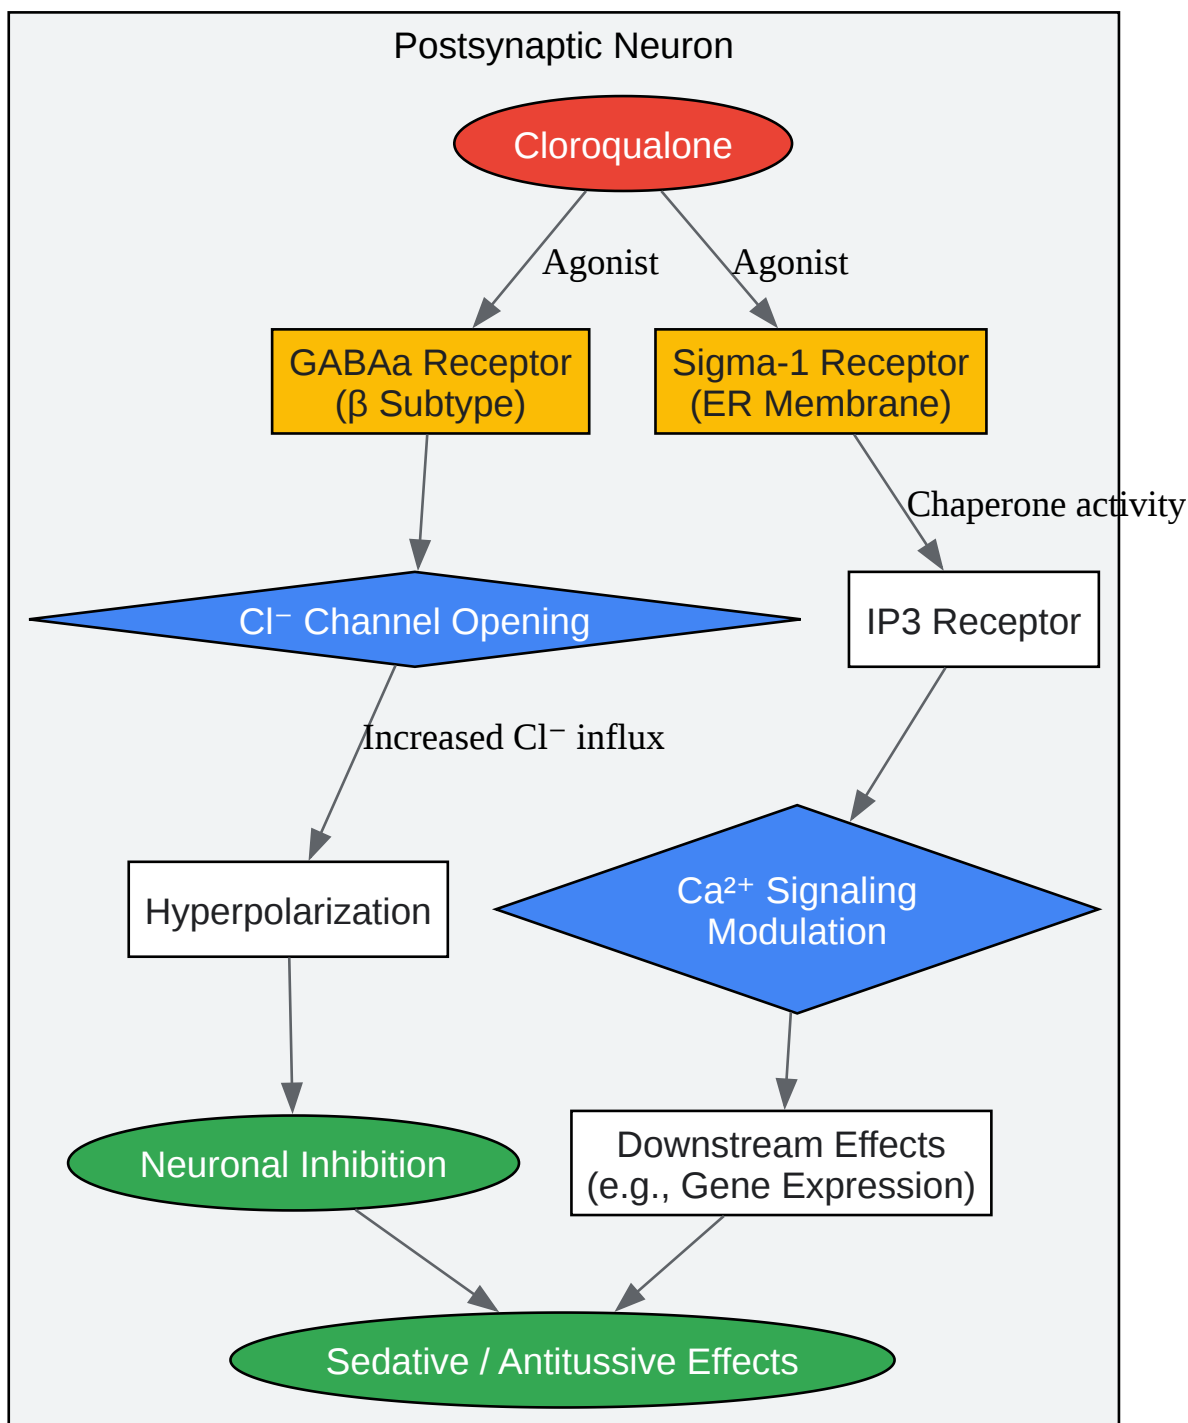 Postsynaptic Neuron
Cloroqualone
Agonist
Agonist
GABAa Receptor
(β Subtype)
Sigma-1 Receptor
(ER Membrane)
Chaperone activity
Cl⁻ Channel Opening
IP3 Receptor
Increased Cl⁻ influx
Hyperpolarization
Ca²⁺ Signaling
Modulation
Neuronal Inhibition
Downstream Effects
(e.g., Gene Expression)
Sedative / Antitussive Effects